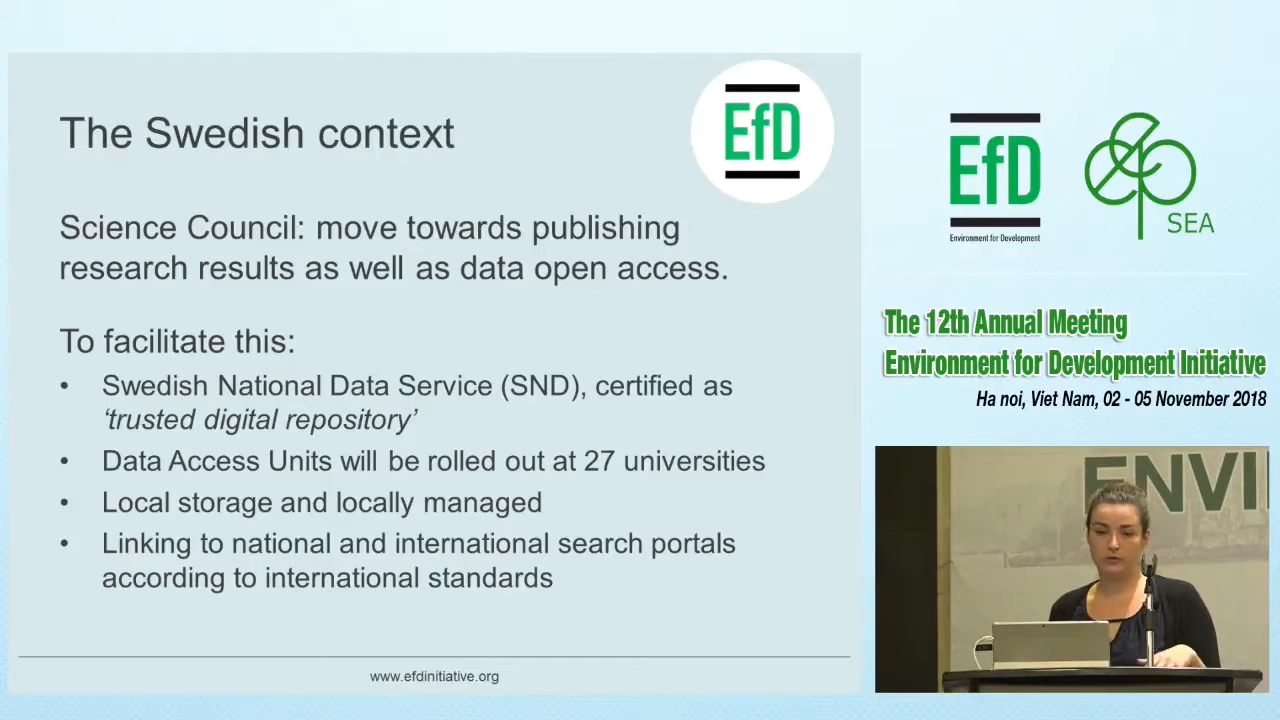 The Swedish context
EfD
Science Council: move towards publishing
research results as well as data open access.
To facilitate this:
• Swedish National Data Service (SND), certified as
‘trusted digital repository’
• Data Access Units will be rolled out at 27 universities
• Local storage and locally managed
• Linking to national and international search portals
according to international standards
www.efdinitiative.org
EfD
Environment for Development
SEA
The 12th Annual Meeting
Environment for Development Initiative
Ha noi, Viet Nam, 02 - 05 November 2018
ENVI